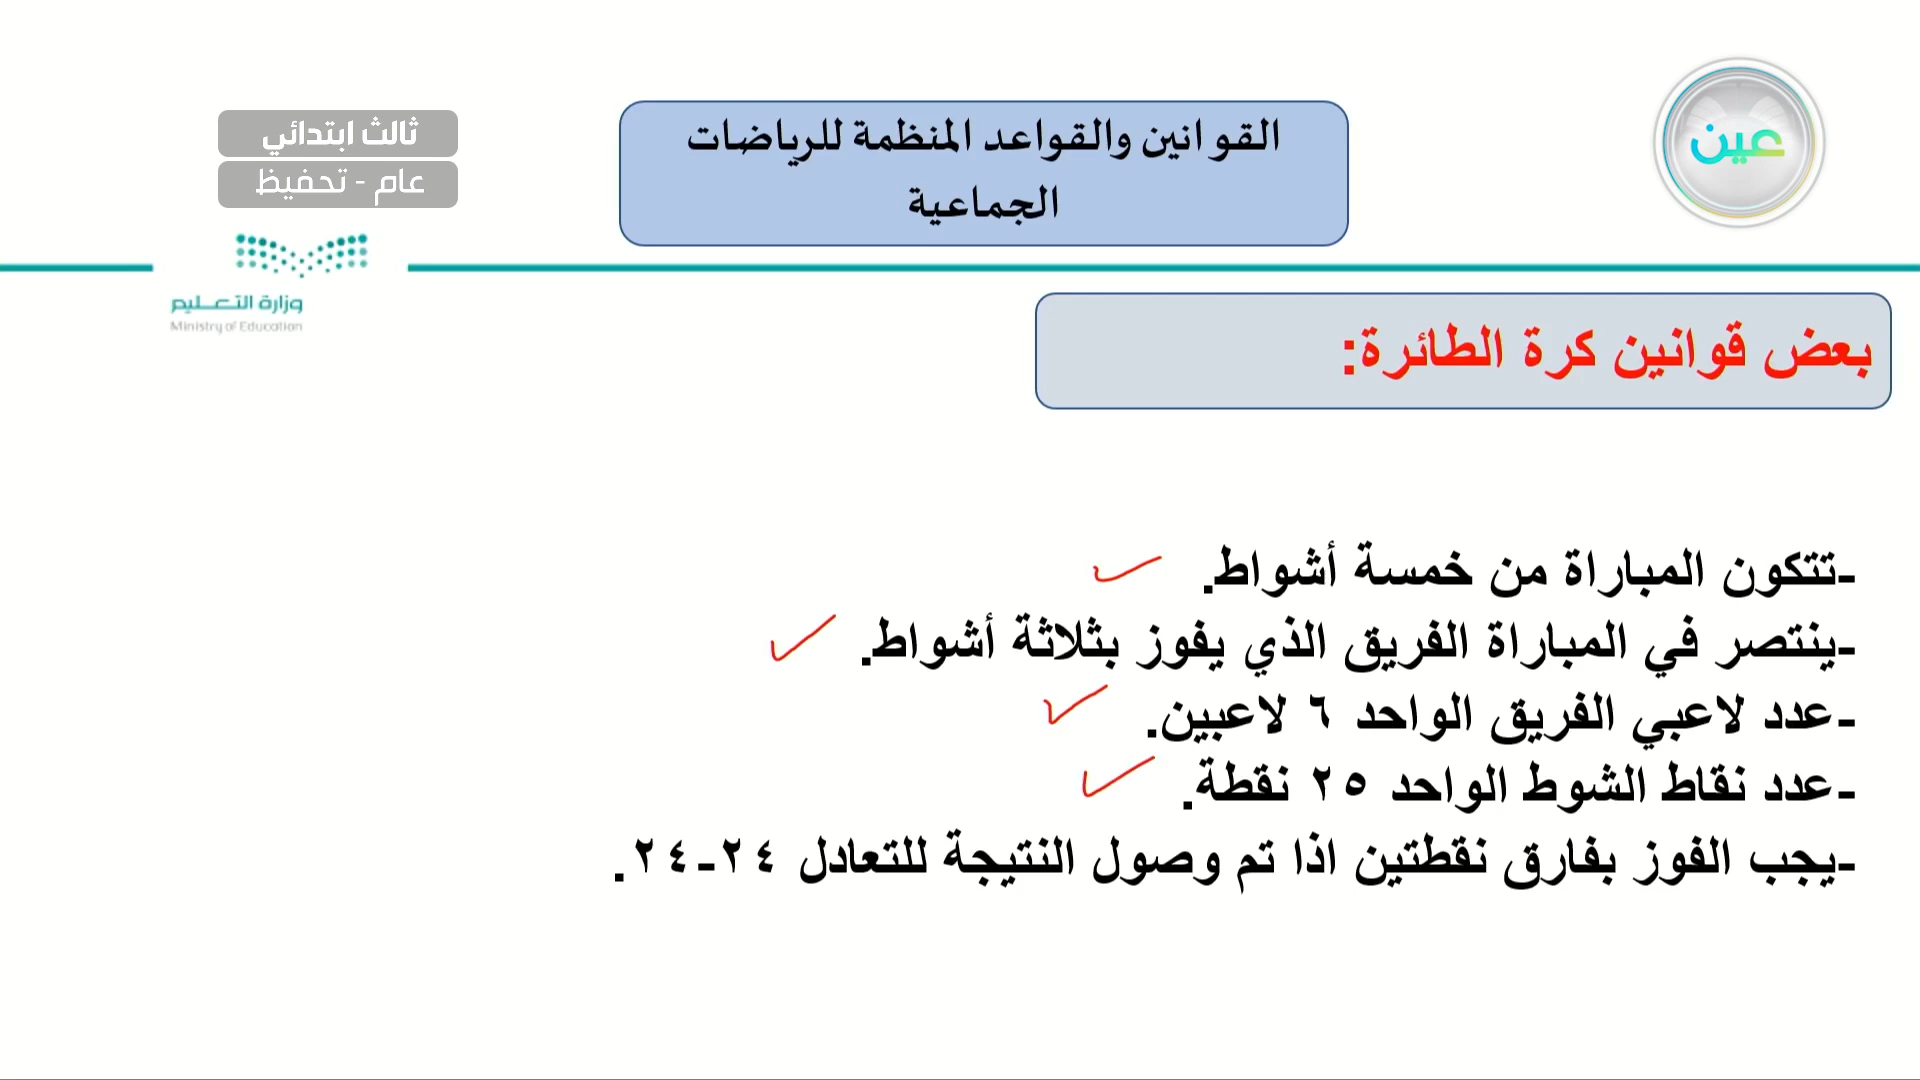 عين
القوانين والقواعد المنظمة للرياضات
الجماعية
ثالث ابتدائي
عام - تحفيظ
وزارة التعليم
Ministry of Education
بعض قوانين كرة الطائرة:
-تتكون المباراة من خمسة أشواط.
-ينتصر في المباراة الفريق الذي يفوز بثلاثة أشواط.
-عدد لاعبي الفريق الواحد ٦ لاعبين.
-عدد نقاط الشوط الواحد ٢٥ نقطة.
-يجب الفوز بفارق نقطتين اذا تم وصول النتيجة للتعادل ٢٤-٢٤.